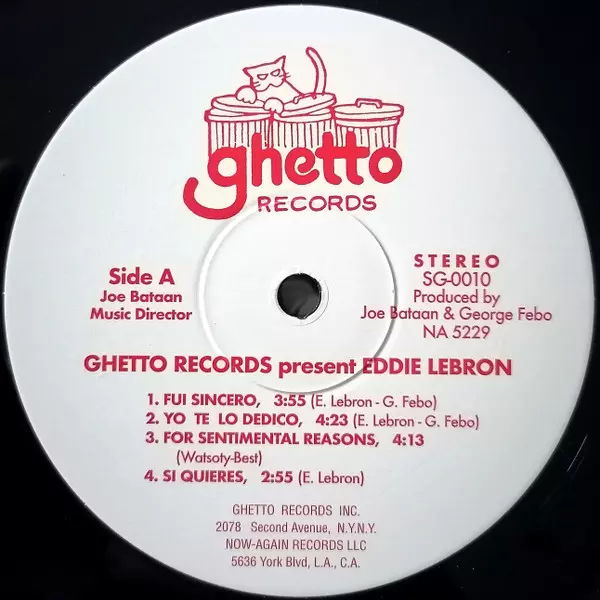 ghetto
RECORDS
Side A
Joe Bataan
Music Director
STEREO
SG-0010
Produced by
Joe Bataan & George Febo
NA 5229
GHETTO RECORDS present EDDIE LEBRON
1. FUI SINCERO, 3:55 (E. Lebron - G. Febo)
2. YO TE LO DEDICO, 4:23 (E. Lebron - G. Febo)
3. FOR SENTIMENTAL REASONS, 4:13
(Watsoty-Best)
4. SI QUIERES, 2:55 (E. Lebron)
GHETTO RECORDS INC.
2078 Second Avenue, N.Y.N.Y.
NOW-AGAIN RECORDS LLC
5636 York Blvd, L.A., C.A.